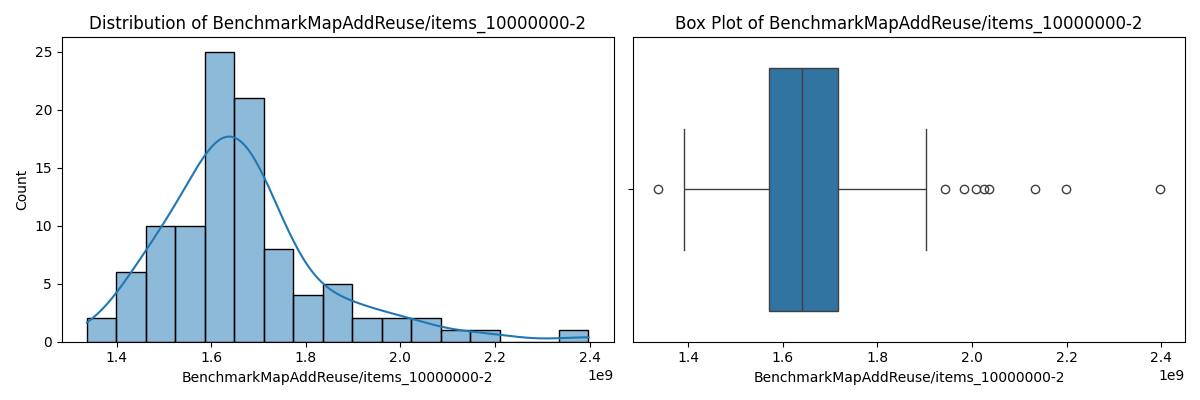 Distribution of BenchmarkMapAddReuse/items_10000000-2
25
20
15
10
5
0
Count
1.4 1.6 1.8 2.0 2.2 2.4
1e9
BenchmarkMapAddReuse/items_10000000-2
Box Plot of BenchmarkMapAddReuse/items_10000000-2
1.4 1.6 1.8 2.0 2.2 2.4
1e9
BenchmarkMapAddReuse/items_10000000-2